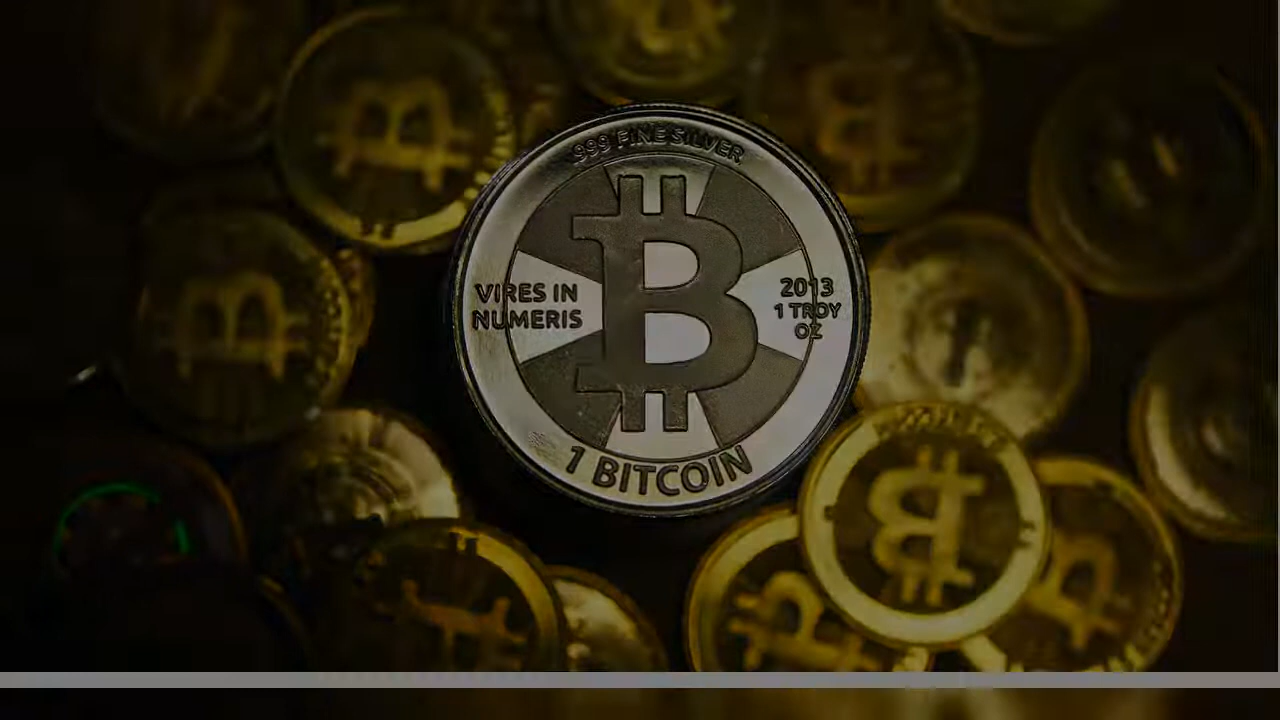 999 FINE SILVER
VIRES IN
NUMERIS
2013
1 TROY
OZ
1 BITCOIN